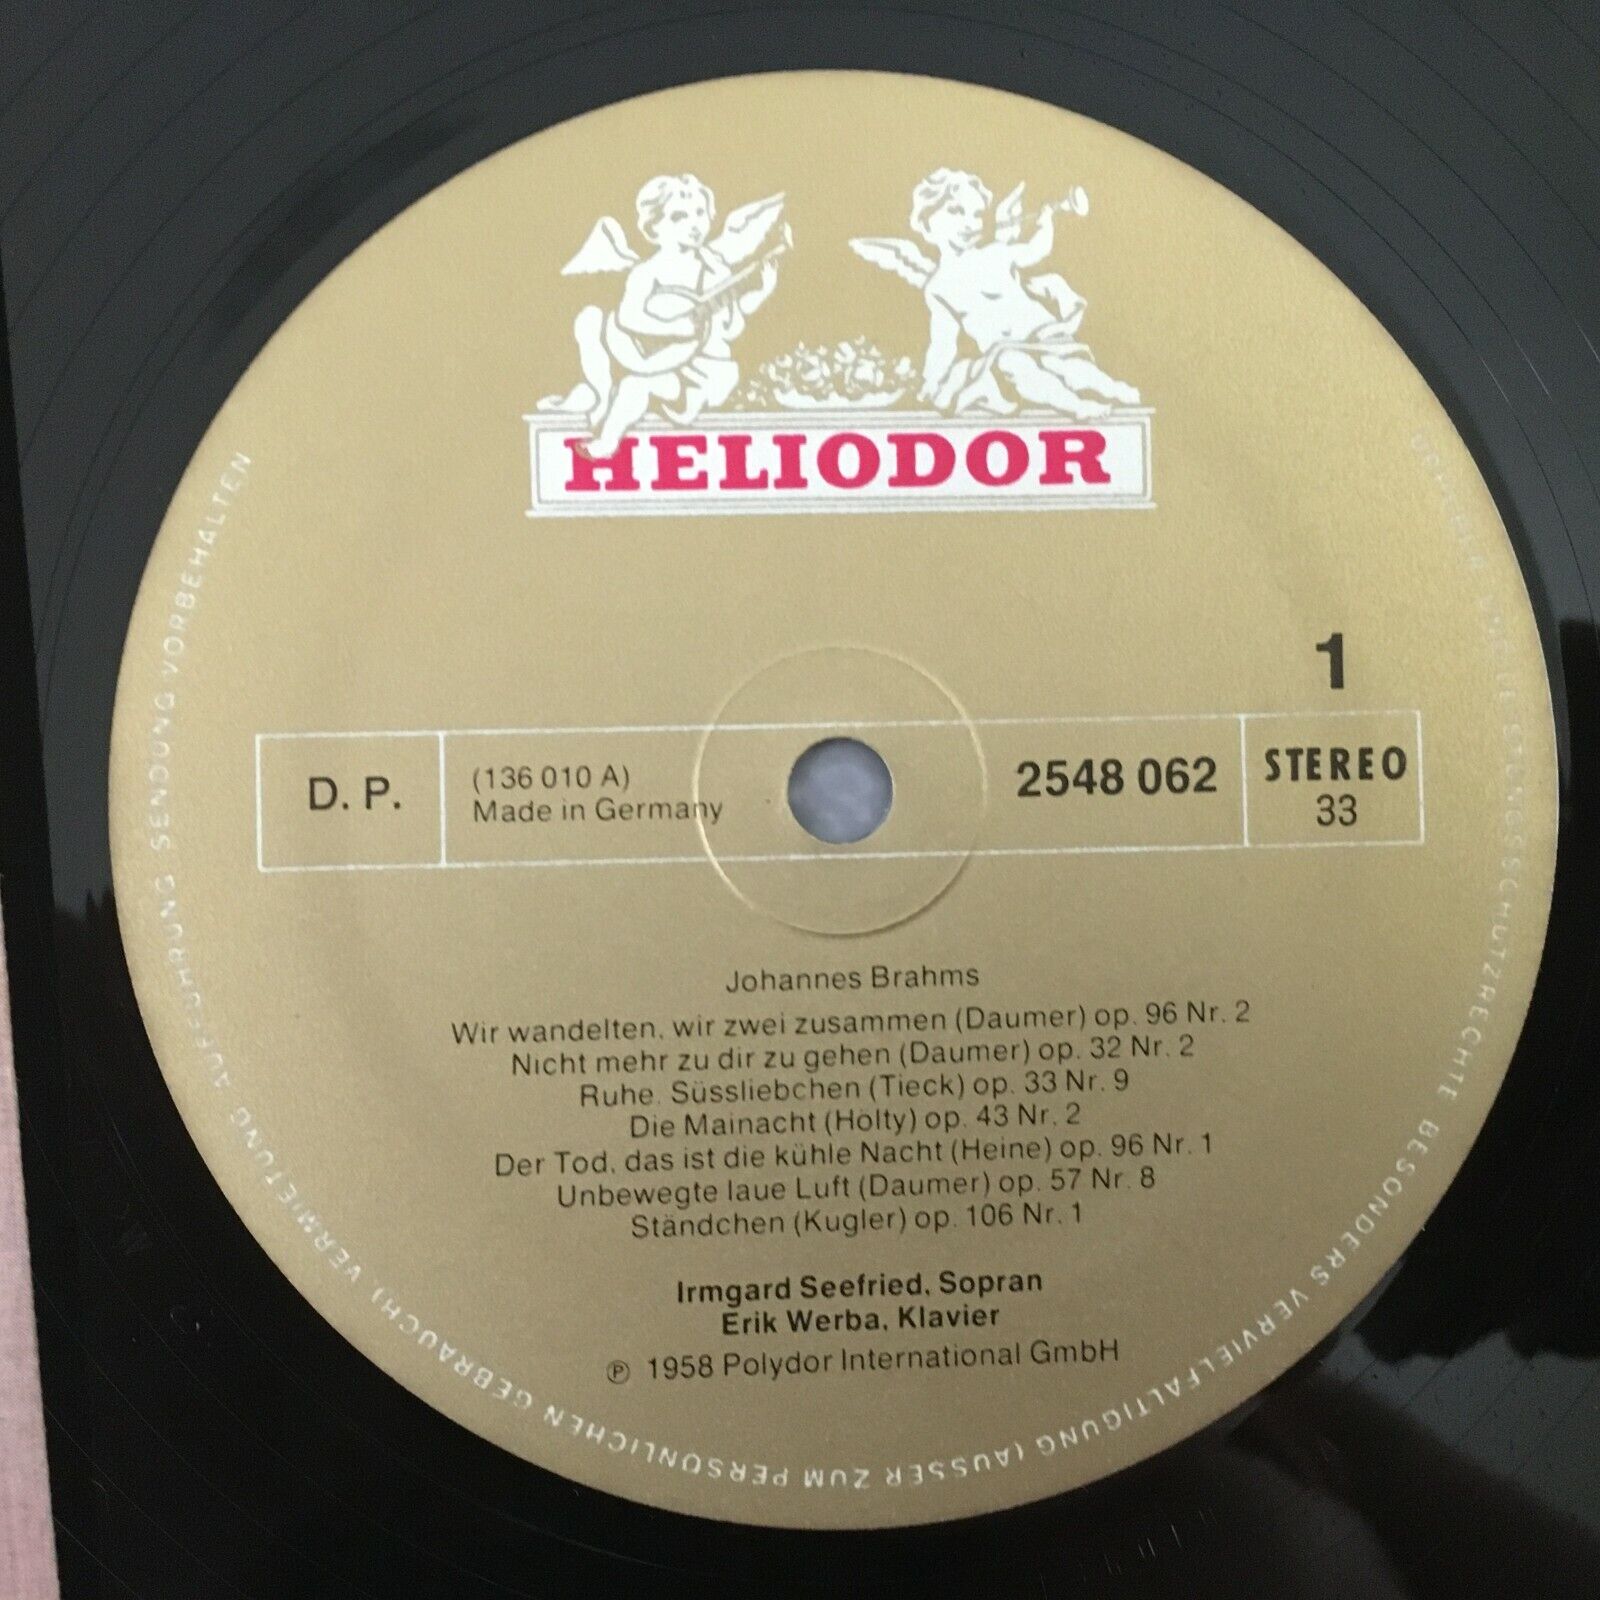 HELIODOR
1
D. P.
(136 010 A)
Made in Germany
2548 062
STEREO
33
Johannes Brahms
Wir wandelten, wir zwei zusammen (Daumer) op. 96 Nr. 2
Nicht mehr zu dir zu gehen (Daumer) op. 32 Nr. 2
Ruhe, Süssliebchen (Tieck) op. 33 Nr. 9
Die Mainacht (Hölty) op. 43 Nr. 2
Der Tod, das ist die kühle Nacht (Heine) op. 96 Nr. 1
Unbewegte laue Luft (Daumer) op. 57 Nr. 8
Ständchen (Kugler) op. 106 Nr. 1
Irmgard Seefried, Sopran
Erik Werba, Klavier
℗ 1958 Polydor International GmbH
LEISTUNGSSCHUTZRECHTE BESONDERS VERVIELFÄLTIGUNG (AUSSER ZUM PERSÖNLICHEN GEBRAUCH), VERMIETUNG AUFFÜHRUNG SENDUNG VORBEHALTEN